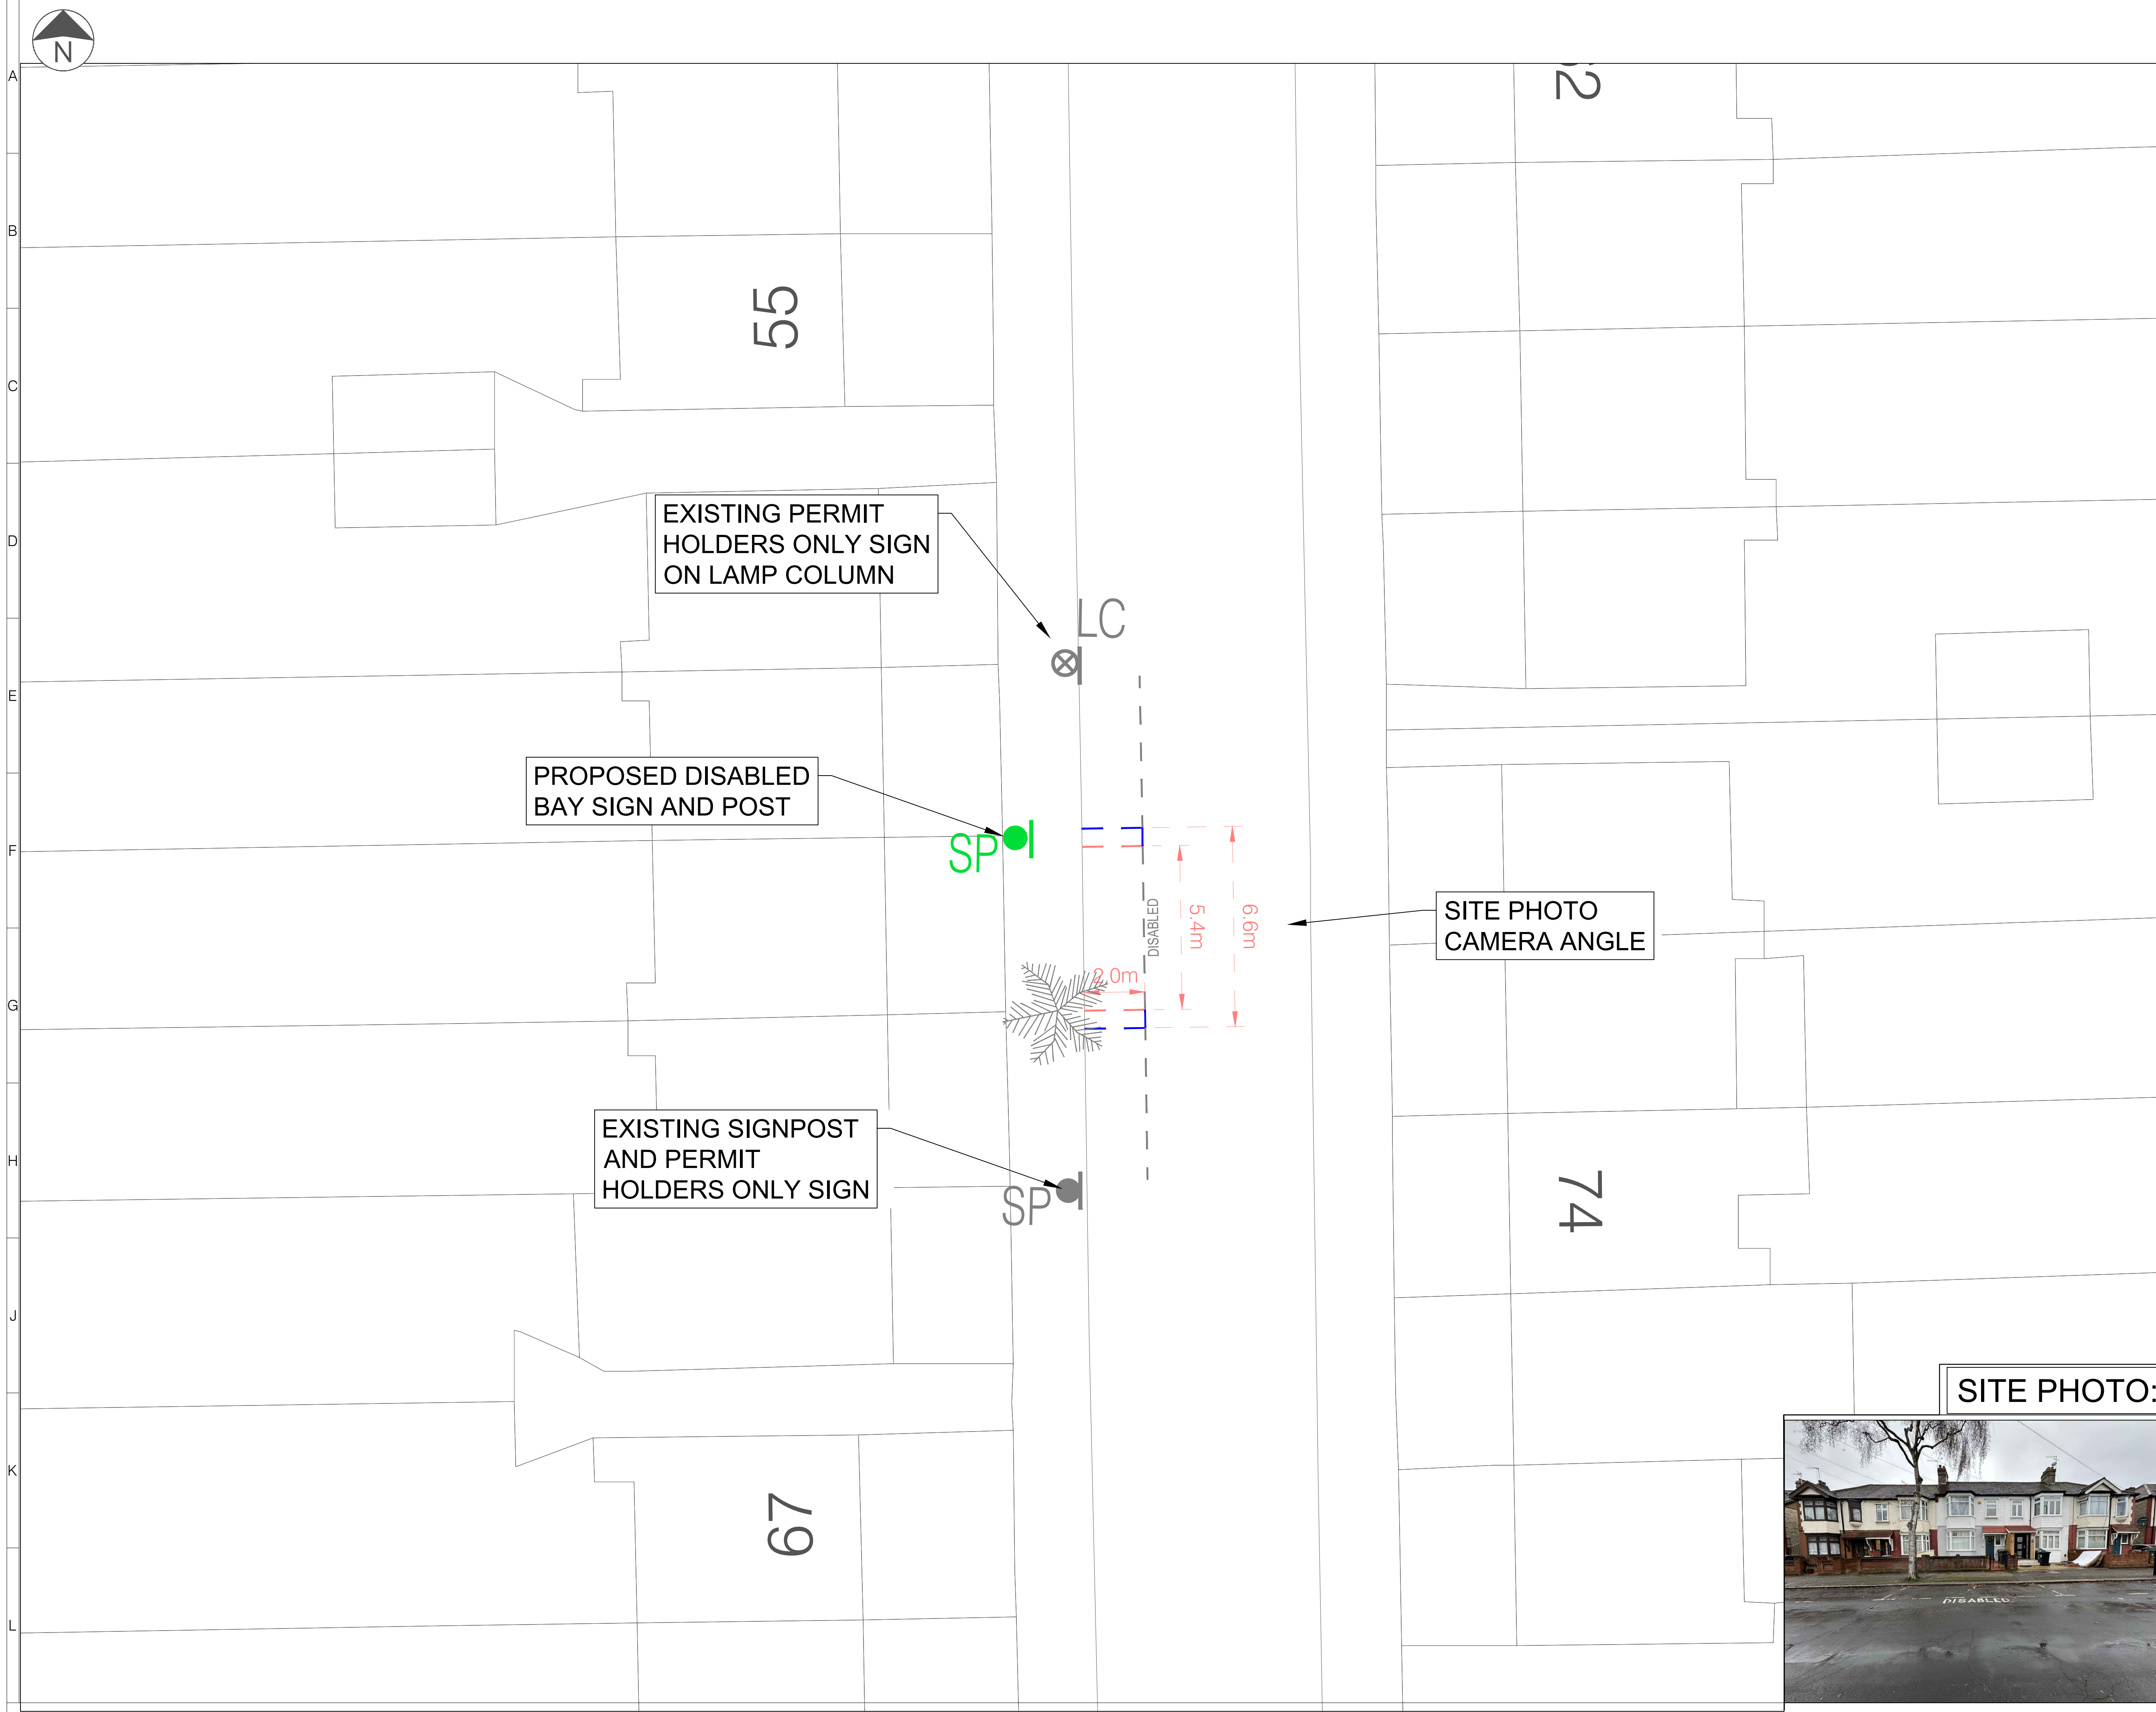 N
A
B
C
D
E
F
G
H
J
K
L
55
EXISTING PERMIT
HOLDERS ONLY SIGN
ON LAMP COLUMN
LC
PROPOSED DISABLED
BAY SIGN AND POST
SP
DISABLED
5.4m
6.6m
2.0m
SITE PHOTO
CAMERA ANGLE
EXISTING SIGNPOST
AND PERMIT
HOLDERS ONLY SIGN
SP
74
67
SITE PHOTO:
DISABLED